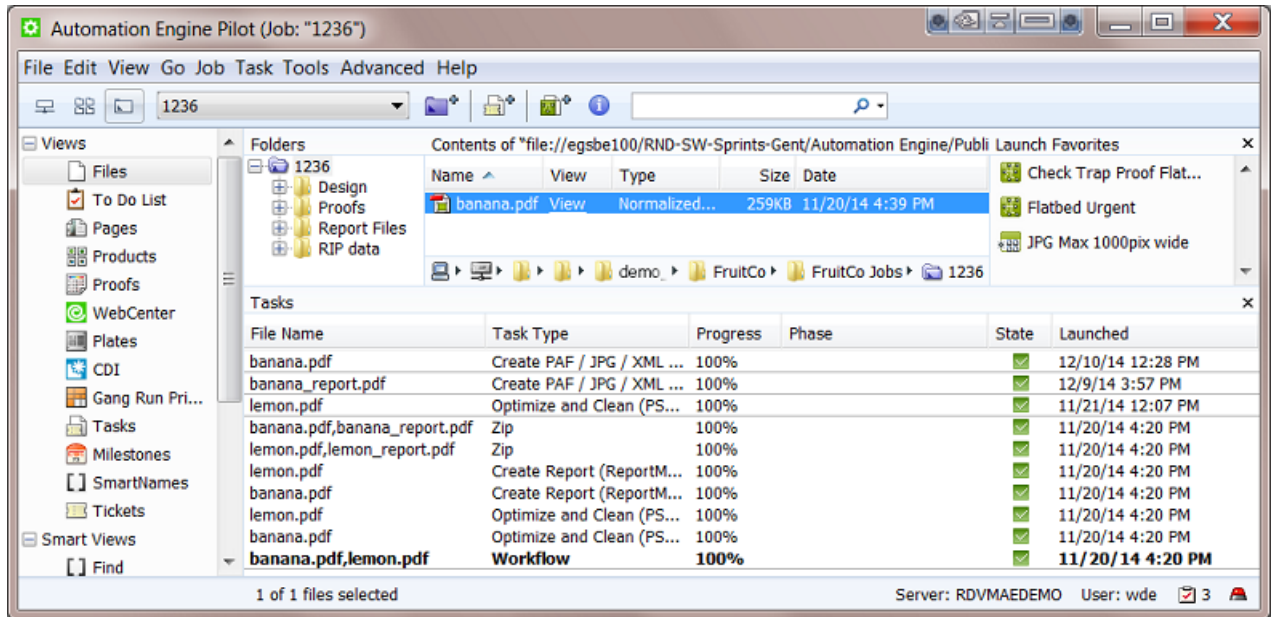 Automation Engine Pilot (Job: "1236")
File Edit View Go Job Task Tools Advanced Help
1236
Views
Files
To Do List
Pages
Products
Proofs
WebCenter
Plates
CDI
Gang Run Pri...
Tasks
Milestones
SmartNames
Tickets
Smart Views
Find
Folders
1236
Design
Proofs
Report Files
RIP data
Contents of "file://egsbe100/RND-SW-Sprints-Gent/Automation Engine/Publi
Name View Type Size Date
banana.pdf View Normalized... 259KB 11/20/14 4:39 PM
demo_ FruitCo FruitCo Jobs 1236
Launch Favorites
Check Trap Proof Flat...
Flatbed Urgent
JPG Max 1000pix wide
Tasks
File Name Task Type Progress Phase State Launched
banana.pdf Create PAF / JPG / XML ... 100% 12/10/14 12:28 PM
banana_report.pdf Create PAF / JPG / XML ... 100% 12/9/14 3:57 PM
lemon.pdf Optimize and Clean (PS... 100% 11/21/14 12:07 PM
banana.pdf,banana_report.pdf Zip 100% 11/20/14 4:20 PM
lemon.pdf,lemon_report.pdf Zip 100% 11/20/14 4:20 PM
lemon.pdf Create Report (ReportM... 100% 11/20/14 4:20 PM
banana.pdf Create Report (ReportM... 100% 11/20/14 4:20 PM
lemon.pdf Optimize and Clean (PS... 100% 11/20/14 4:20 PM
banana.pdf Optimize and Clean (PS... 100% 11/20/14 4:20 PM
banana.pdf,lemon.pdf Workflow 100% 11/20/14 4:20 PM
1 of 1 files selected
Server: RDVMAEDEMO User: wde 3